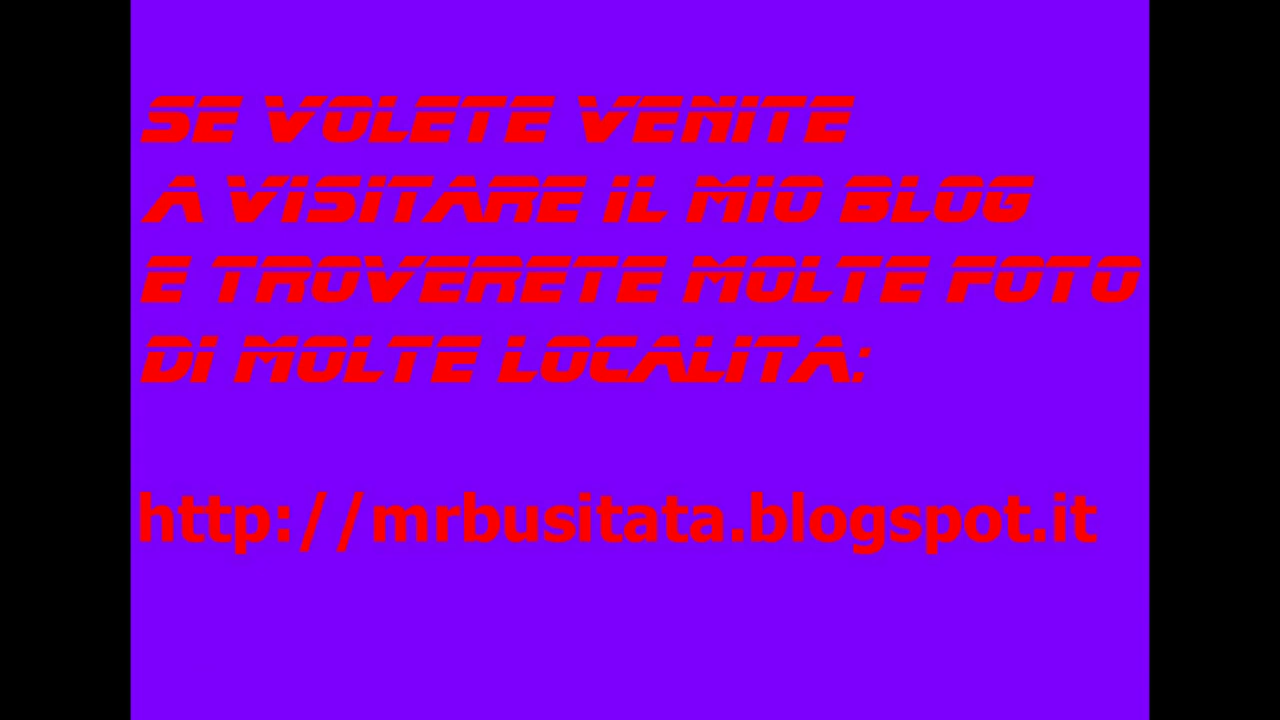 SE VOLETE VENITE
A VISITARE IL MIO BLOG
E TROVERETE MOLTE FOTO
DI MOLTE LOCALITA:
http://mrbusitata.blogspot.it